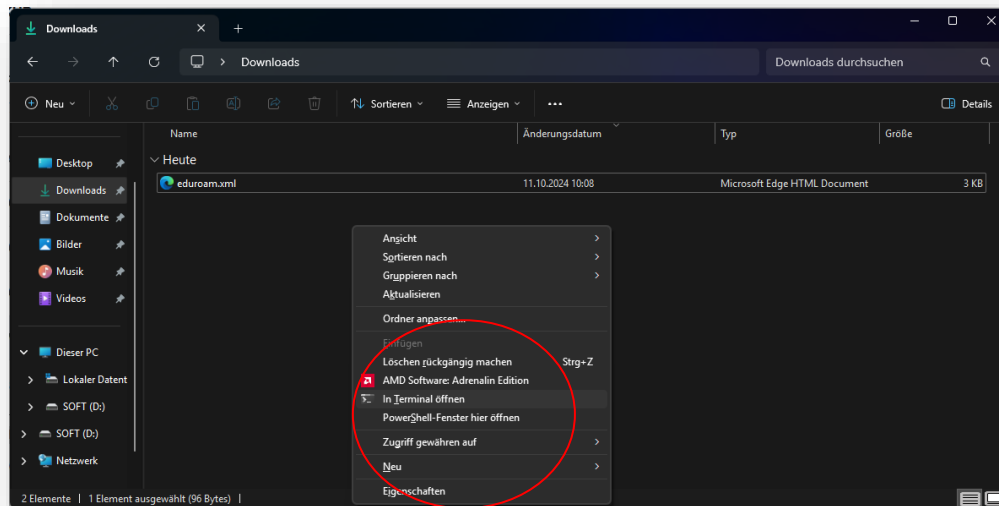 Downloads
Downloads
Downloads durchsuchen
Neu
Sortieren
Anzeigen
Details
Name Änderungsdatum Typ Größe
Heute
eduroam.xml 11.10.2024 10:08 Microsoft Edge HTML Document 3 KB
Desktop
Downloads
Dokumente
Bilder
Musik
Videos
Dieser PC
Lokaler Datent
SOFT (D:)
SOFT (D:)
Netzwerk
Ansicht
Sortieren nach
Gruppieren nach
Aktualisieren
Ordner anpassen...
Einfügen
Löschen rückgängig machen Strg+Z
AMD Software: Adrenalin Edition
In Terminal öffnen
PowerShell-Fenster hier öffnen
Zugriff gewähren auf
Neu
Eigenschaften
2 Elemente | 1 Element ausgewählt (96 Bytes) |